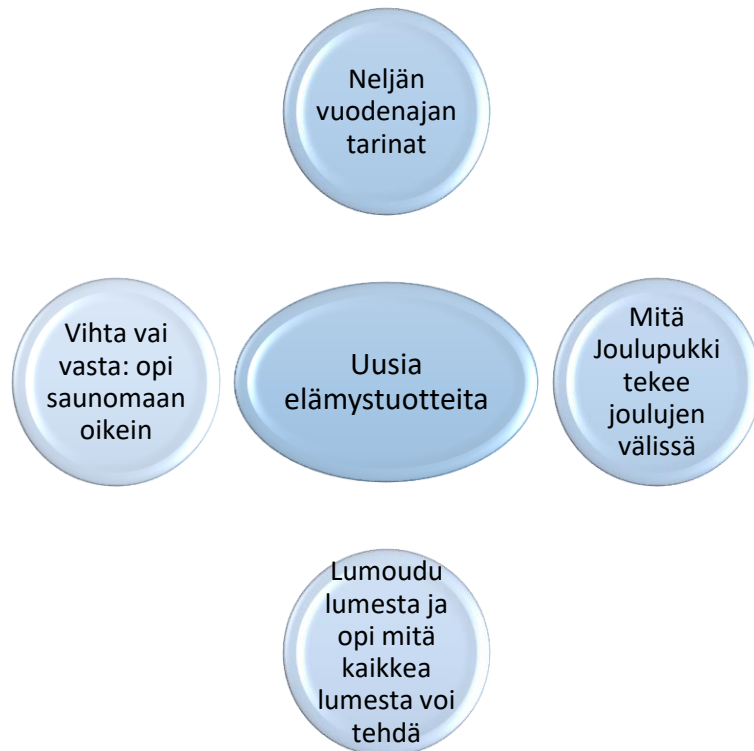 Neljän
vuodenajan
tarinat
Vihta vai
vasta: opi
saunomaan
oikein
Uusia
elämystuotteita
Mitä
Joulupukki
tekee
joulujen
välissä
Lumoudu
lumesta ja
opi mitä
kaikkea
lumesta voi
tehdä